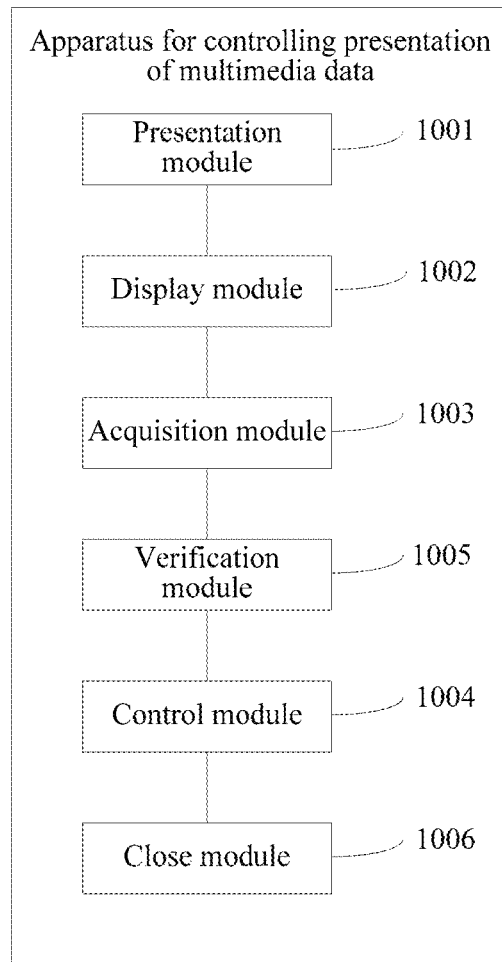 Apparatus for controlling presentation
of multimedia data
Presentation
module
1001
Display module
1002
Acquisition module
1003
Verification
module
1005
Control module
1004
Close module
1006